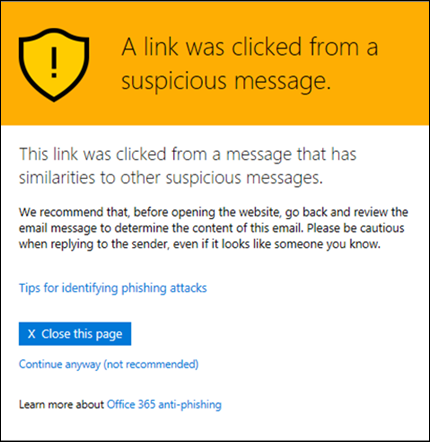 A link was clicked from a
suspicious message.
This link was clicked from a message that has
similarities to other suspicious messages.
We recommend that, before opening the website, go back and review the
email message to determine the content of this email. Please be cautious
when replying to the sender, even if it looks like someone you know.
Tips for identifying phishing attacks
X Close this page
Continue anyway (not recommended)
Learn more about Office 365 anti-phishing